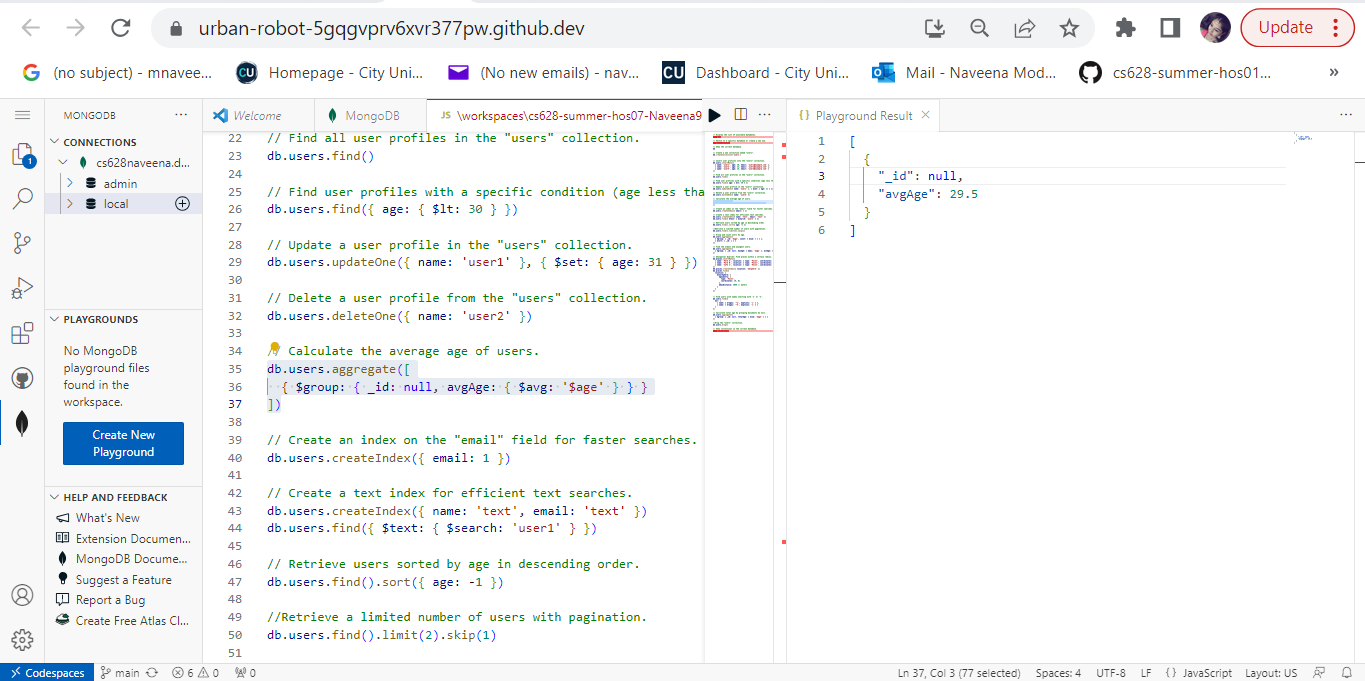 urban-robot-5gqgvprv6xvr377pw.github.dev
Update
(no subject) - mnavee...
Homepage - City Uni...
(No new emails) - nav...
Dashboard - City Uni...
Mail - Naveena Mod...
cs628-summer-hos01...
»
MONGODB
...
Welcome
MongoDB
JS \workspaces\cs628-summer-hos07-Naveena9
...
{} Playground Result
...
CONNECTIONS
cs628naveena.d...
admin
local
PLAYGROUNDS
No MongoDB
playground files
found in the
workspace.
Create New
Playground
HELP AND FEEDBACK
What's New
Extension Documen...
MongoDB Docume...
Suggest a Feature
Report a Bug
Create Free Atlas Cl...
22 // Find all user profiles in the "users" collection.
23 db.users.find()
24
25 // Find user profiles with a specific condition (age less tha
26 db.users.find({ age: { $lt: 30 } })
27
28 // Update a user profile in the "users" collection.
29 db.users.updateOne({ name: 'user1' }, { $set: { age: 31 } })
30
31 // Delete a user profile from the "users" collection.
32 db.users.deleteOne({ name: 'user2' })
33
34 // Calculate the average age of users.
35 db.users.aggregate([
36 { $group: { _id: null, avgAge: { $avg: '$age' } } }
37 ])
38
39 // Create an index on the "email" field for faster searches.
40 db.users.createIndex({ email: 1 })
41
42 // Create a text index for efficient text searches.
43 db.users.createIndex({ name: 'text', email: 'text' })
44 db.users.find({ $text: { $search: 'user1' } })
45
46 // Retrieve users sorted by age in descending order.
47 db.users.find().sort({ age: -1 })
48
49 //Retrieve a limited number of users with pagination.
50 db.users.find().limit(2).skip(1)
51
1 [
2 {
3 "_id": null,
4 "avgAge": 29.5
5 }
6 ]
1
Codespaces
main
6
0
0
Ln 37, Col 3 (77 selected)
Spaces: 4
UTF-8
LF
{} JavaScript
Layout: US